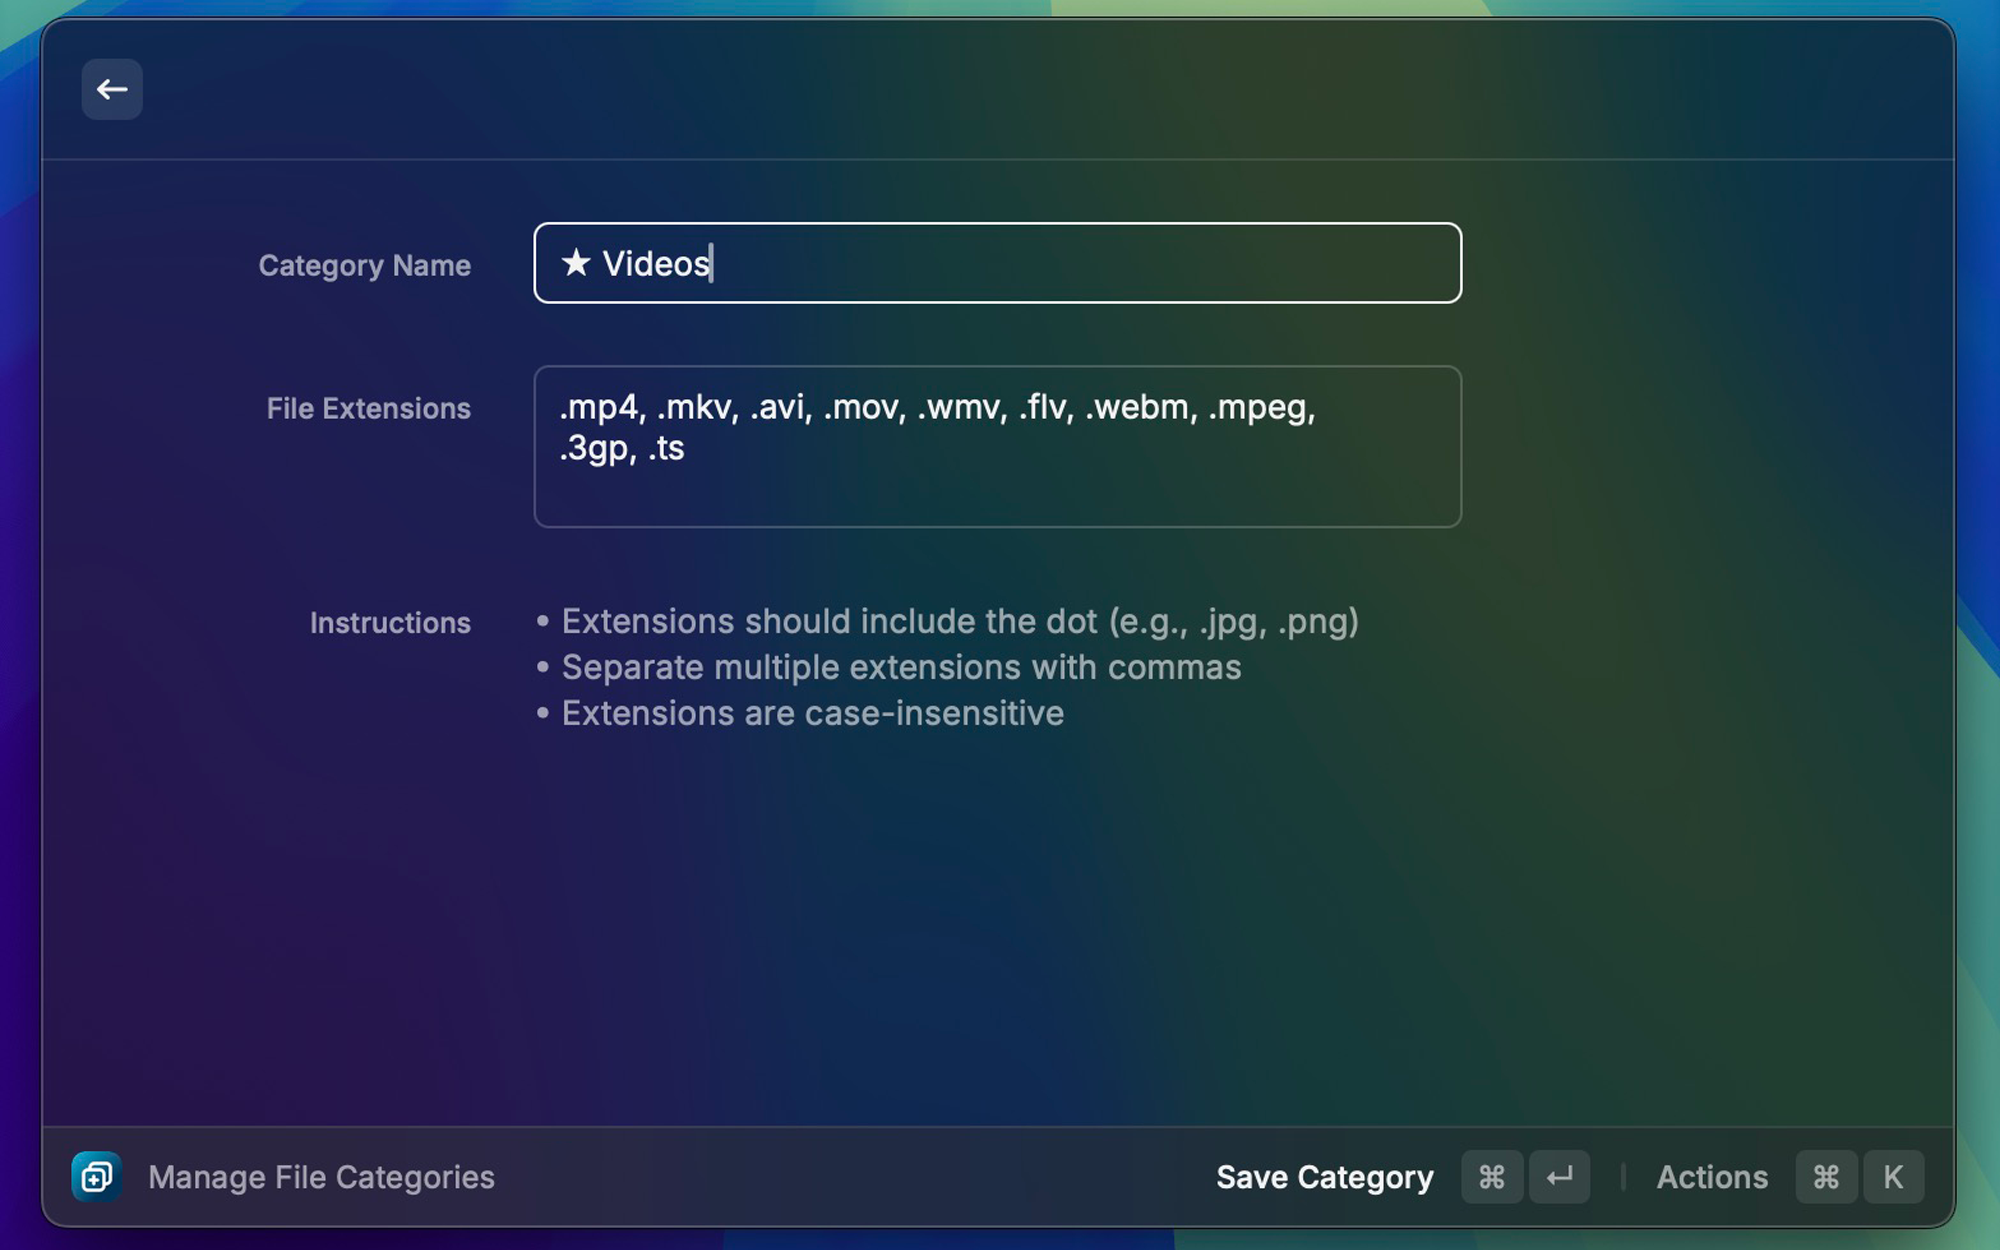 Category Name
★ Videos
File Extensions
.mp4, .mkv, .avi, .mov, .wmv, .flv, .webm, .mpeg,
.3gp, .ts
Instructions
• Extensions should include the dot (e.g., .jpg, .png)
• Separate multiple extensions with commas
• Extensions are case-insensitive
Manage File Categories
Save Category ⌘ ↵ | Actions ⌘ K